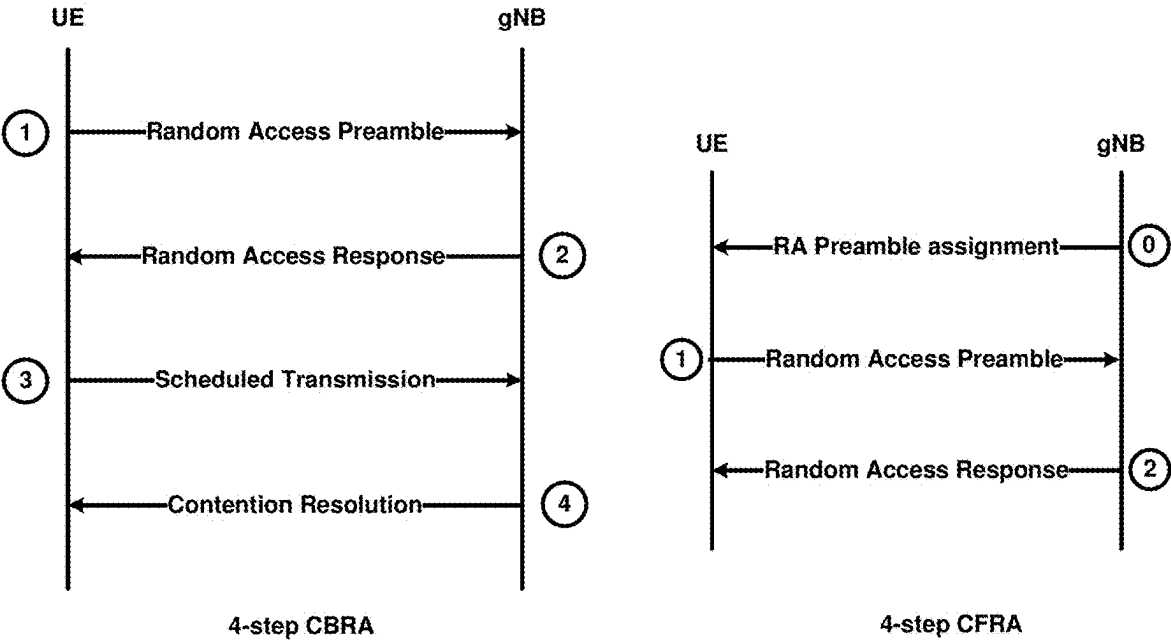 UE
gNB
1
Random Access Preamble
Random Access Response
2
3
Scheduled Transmission
Contention Resolution
4
4-step CBRA
UE
gNB
RA Preamble assignment
0
1
Random Access Preamble
Random Access Response
2
4-step CFRA